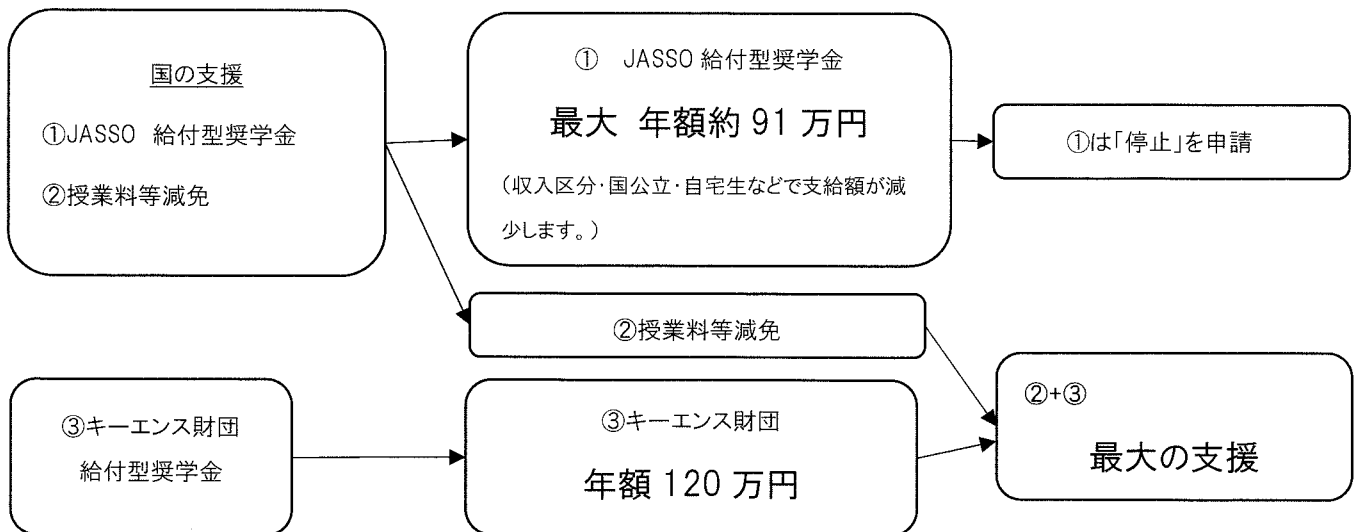 国の支援
①JASSO 給付型奨学金
②授業料等減免
① JASSO 給付型奨学金
最大 年額約 91 万円
（収入区分・国公立・自宅生などで支給額が減
少します。）
①は「停止」を申請
②授業料等減免
③キーエンス財団
給付型奨学金
③キーエンス財団
年額 120 万円
②+③
最大の支援